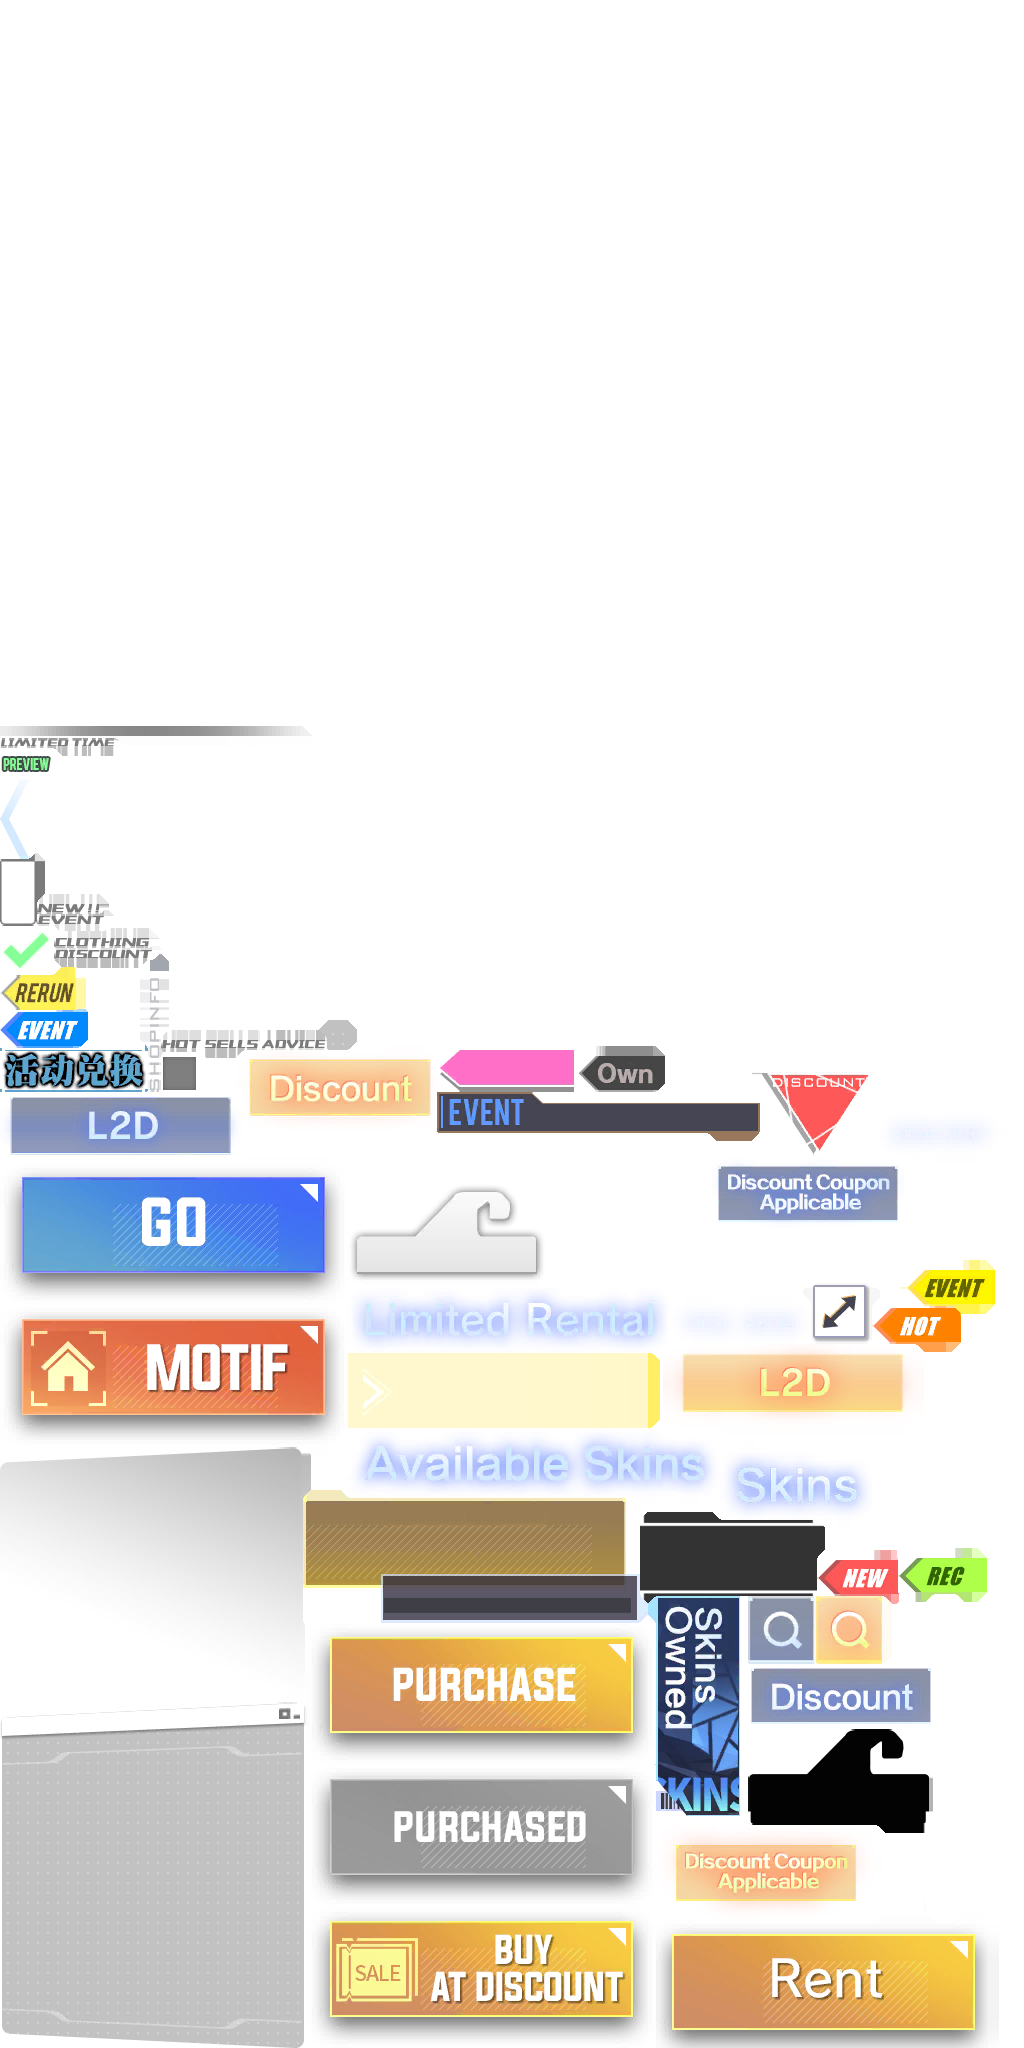 LIMITED TIME
PREVIEW
NEW!!
EVENT
CLOTHING
DISCOUNT
RERUN
EVENT
SHOPINFO
HOT SELLS ADVICE
活动兑换
Discount
Own
EVENT
DISCOUNT
L2D
Discount Coupon
Applicable
GO
EVENT
HOT
Limited Rental
MOTIF
L2D
Available Skins
Skins
NEW
REC
Skins
Owned
SKINS
PURCHASE
Discount
PURCHASED
Discount Coupon
Applicable
SALE
BUY
AT DISCOUNT
Rent